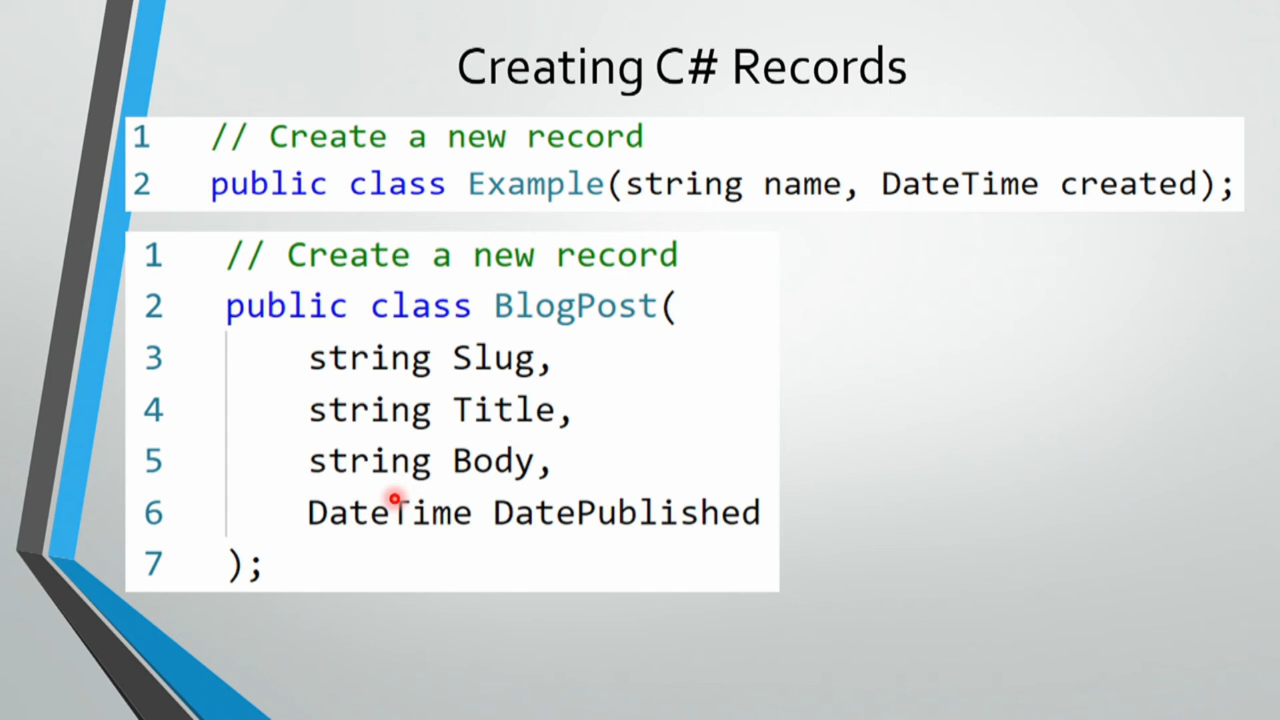 Creating C# Records
1 // Create a new record
2 public class Example(string name, DateTime created);
1 // Create a new record
2 public class BlogPost(
3 string Slug,
4 string Title,
5 string Body,
6 DateTime DatePublished
7 );